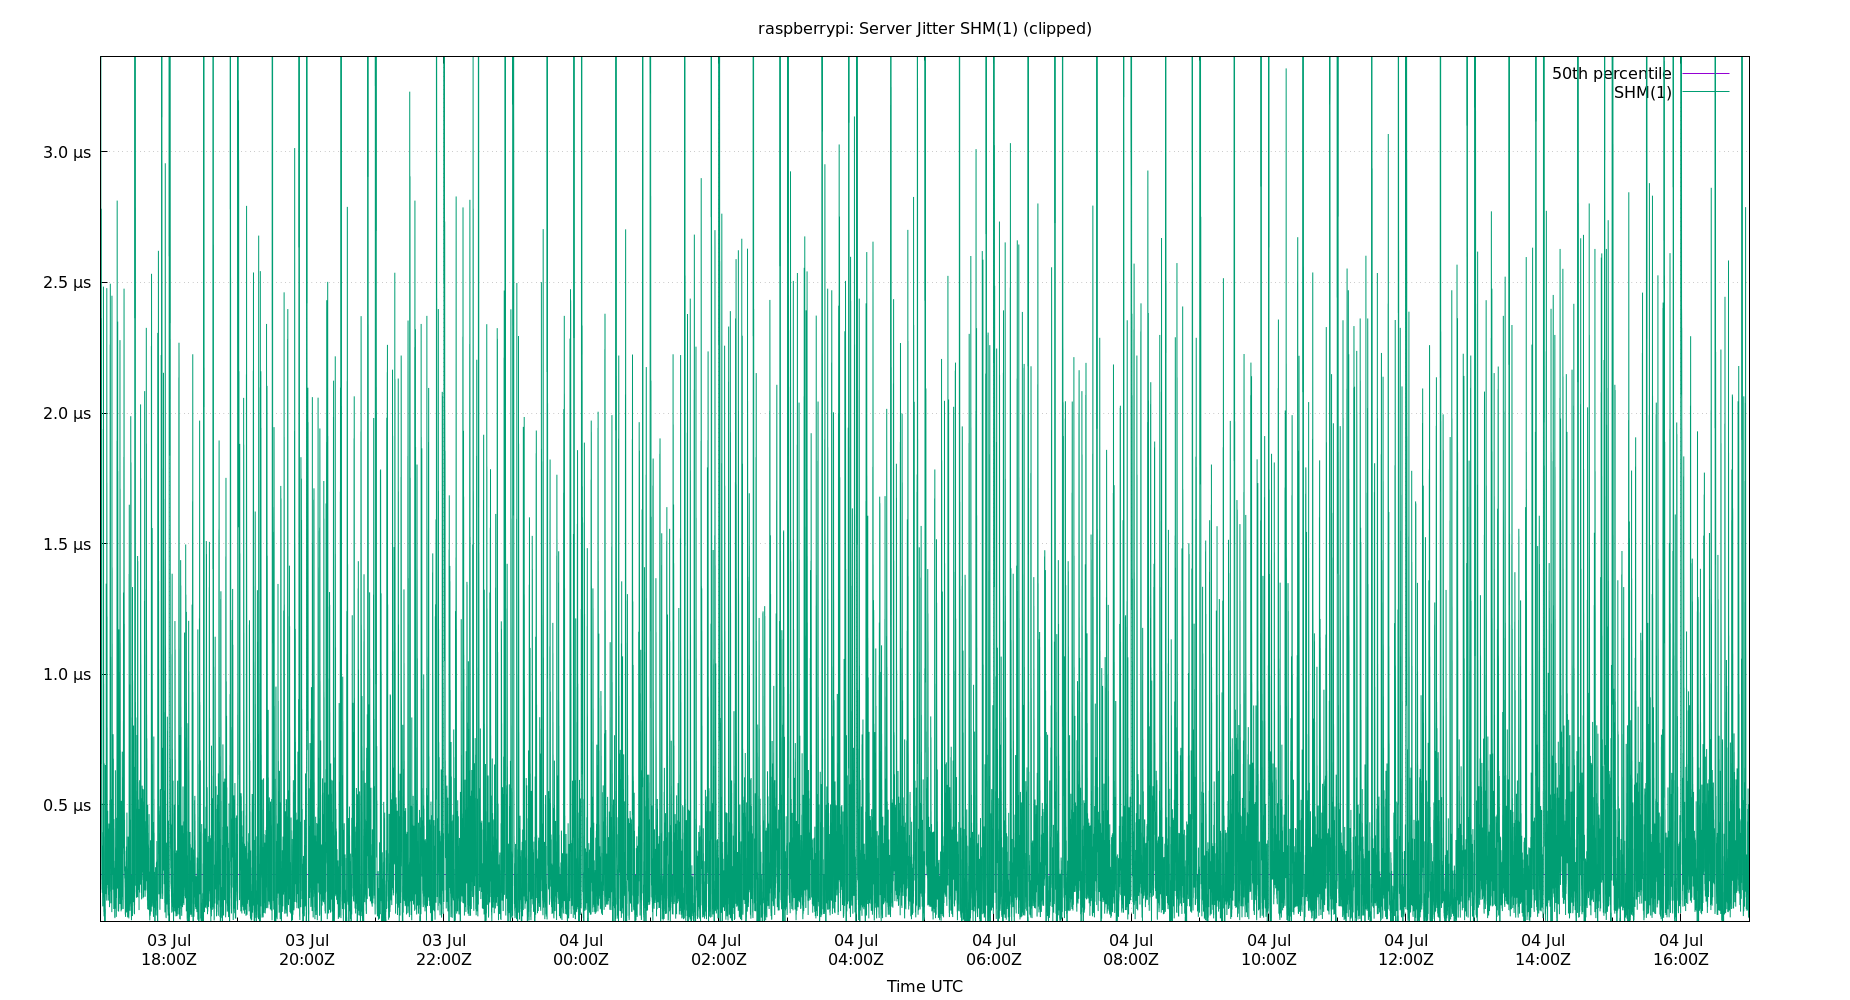 raspberrypi: Server Jitter SHM(1) (clipped)
50th percentile
SHM(1)
3.0 µs
2.5 µs
2.0 µs
1.5 µs
1.0 µs
0.5 µs
03 Jul 03 Jul 03 Jul 04 Jul 04 Jul 04 Jul 04 Jul 04 Jul 04 Jul 04 Jul 04 Jul 04 Jul
18:00Z 20:00Z 22:00Z 00:00Z 02:00Z 04:00Z 06:00Z 08:00Z 10:00Z 12:00Z 14:00Z 16:00Z
Time UTC